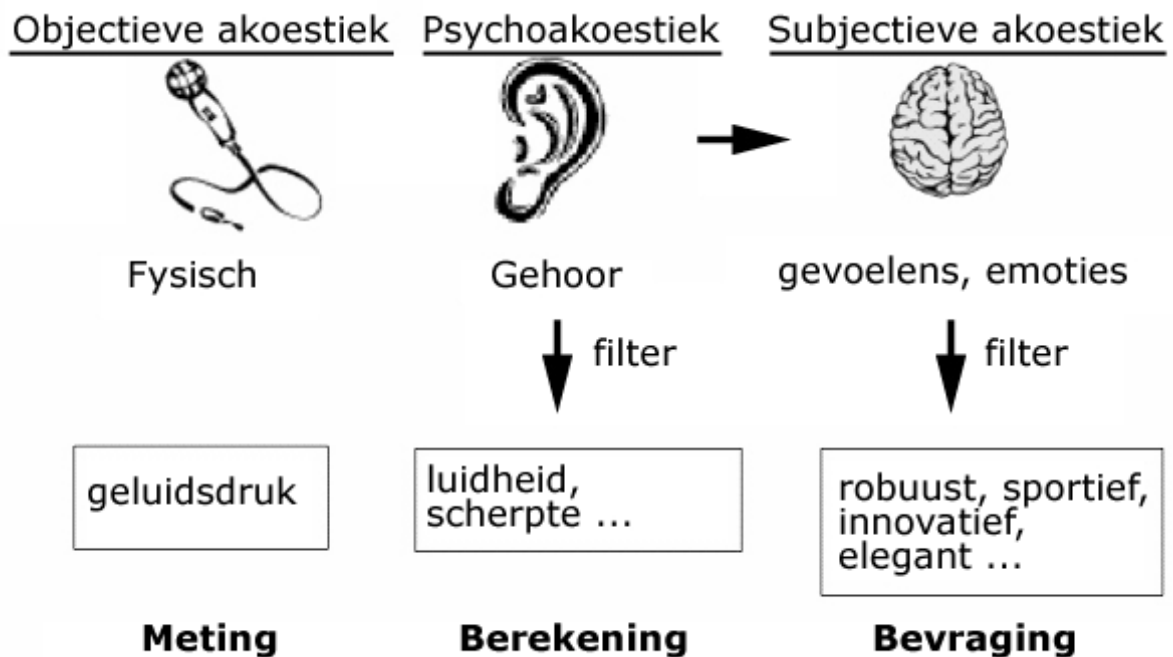 Objectieve akoestiek
Psychoakoestiek
Subjectieve akoestiek
Fysisch
Gehoor
gevoelens, emoties
filter
filter
geluidsdruk
luidheid,
scherpte ...
robuust, sportief,
innovatief,
elegant ...
Meting
Berekening
Bevraging